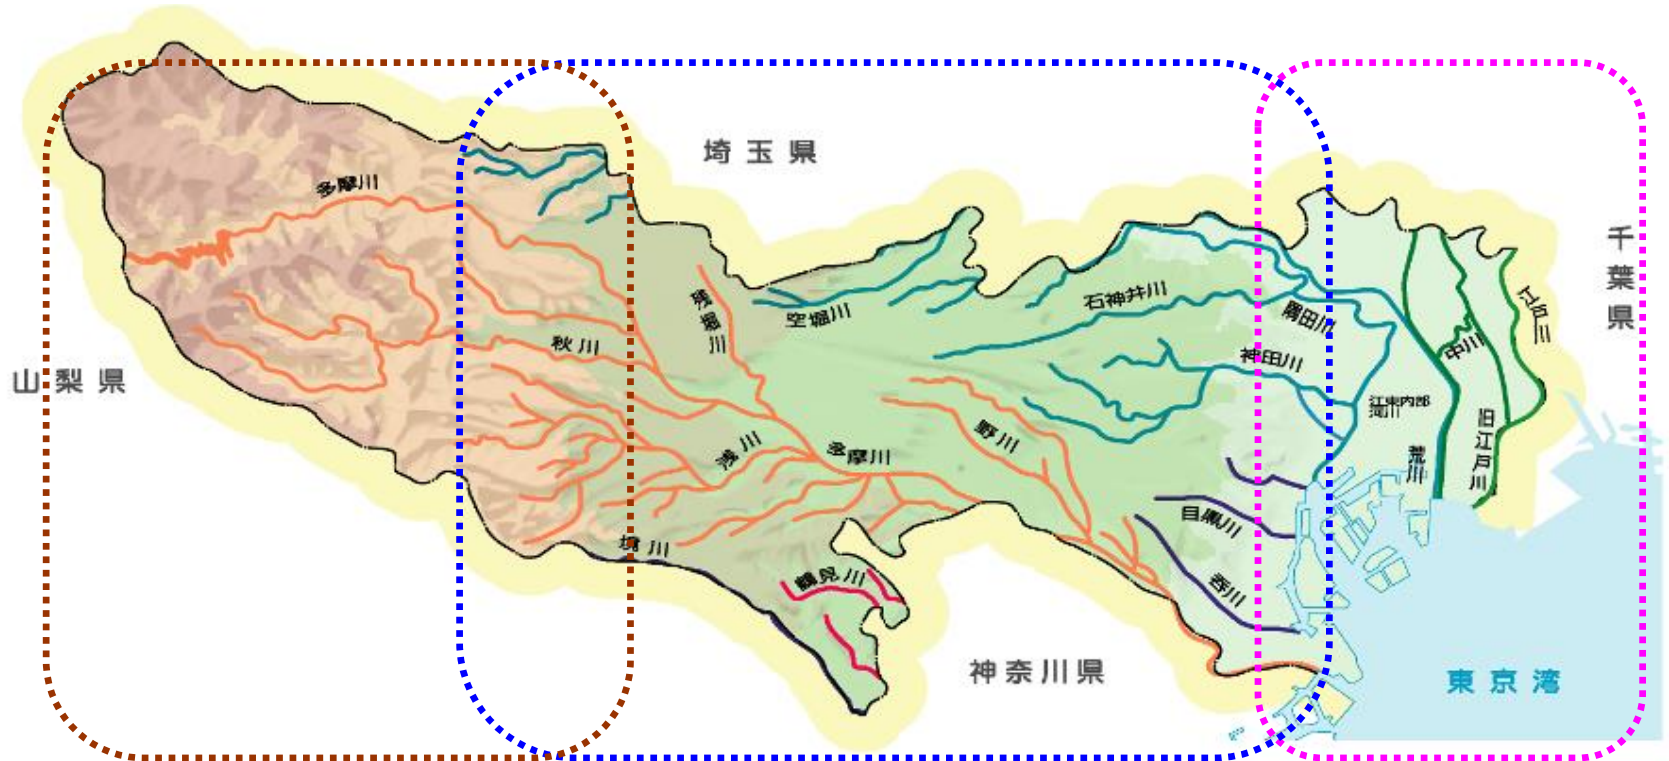 埼玉県
千葉県
山梨県
神奈川県
東京湾
多摩川
秋川
残堀川
空堀川
石神井川
隅田川
神田川
中川
江戸川
旧江戸川
荒川
江東内部
河川
浅川
多摩川
野川
目黒川
呑川
境川
鶴見川